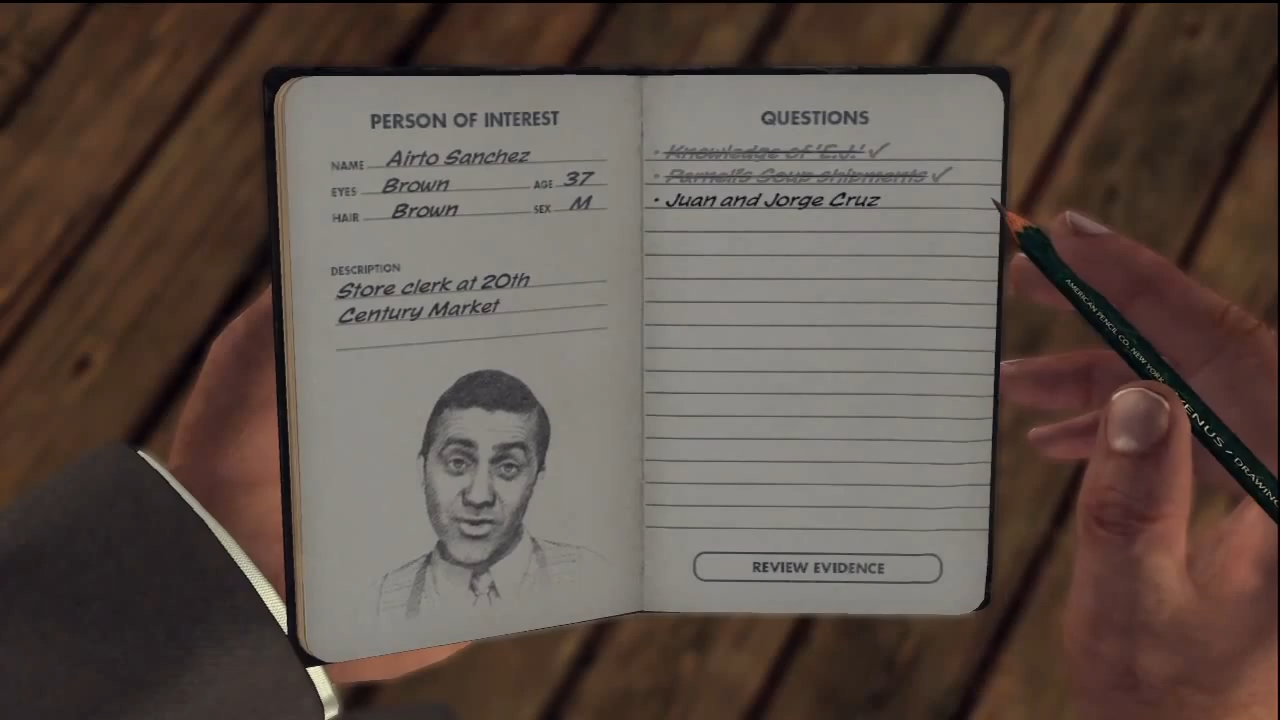 PERSON OF INTEREST
NAME Airto Sanchez
EYES Brown AGE 37
HAIR Brown SEX M
DESCRIPTION
Store clerk at 20th
Century Market
QUESTIONS
· Knowledge of 'E.J.' ✓
· Parnell's Soup shipments ✓
· Juan and Jorge Cruz
REVIEW EVIDENCE
AMERICAN PENCIL CO. NEW YORK
VENUS / DRAWING